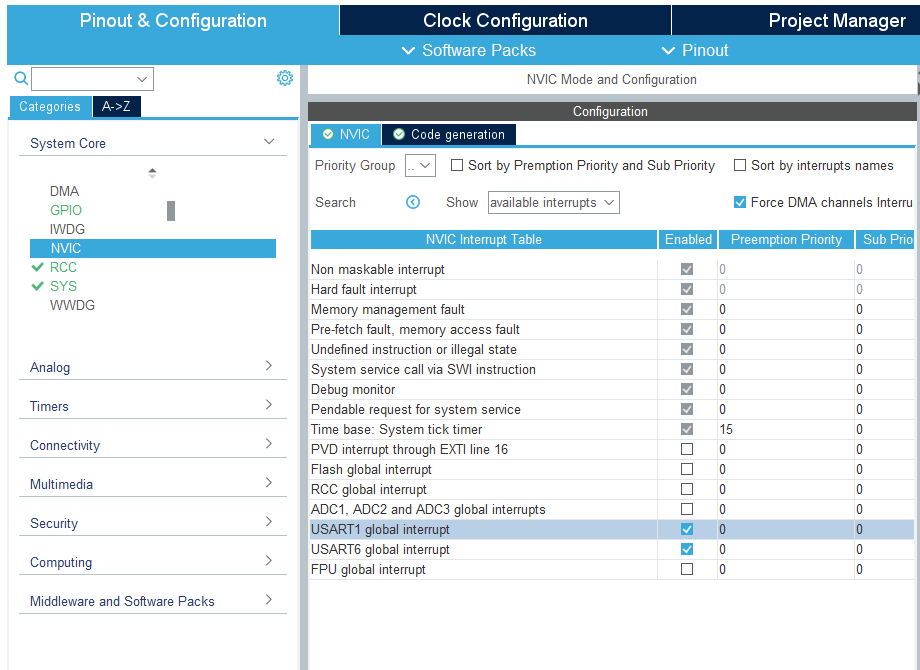 Pinout & Configuration
Clock Configuration
Project Manager
Software Packs
Pinout
Categories
A->Z
System Core
DMA
GPIO
IWDG
NVIC
RCC
SYS
WWDG
Analog
Timers
Connectivity
Multimedia
Security
Computing
Middleware and Software Packs
NVIC Mode and Configuration
Configuration
NVIC
Code generation
Priority Group .. Sort by Premption Priority and Sub Priority Sort by interrupts names
Search Show available interrupts Force DMA channels Interru
NVIC Interrupt Table Enabled Preemption Priority Sub Prio
Non maskable interrupt 0 0
Hard fault interrupt 0 0
Memory management fault 0 0
Pre-fetch fault, memory access fault 0 0
Undefined instruction or illegal state 0 0
System service call via SWI instruction 0 0
Debug monitor 0 0
Pendable request for system service 0 0
Time base: System tick timer 15 0
PVD interrupt through EXTI line 16 0 0
Flash global interrupt 0 0
RCC global interrupt 0 0
ADC1, ADC2 and ADC3 global interrupts 0 0
USART1 global interrupt 0 0
USART6 global interrupt 0 0
FPU global interrupt 0 0